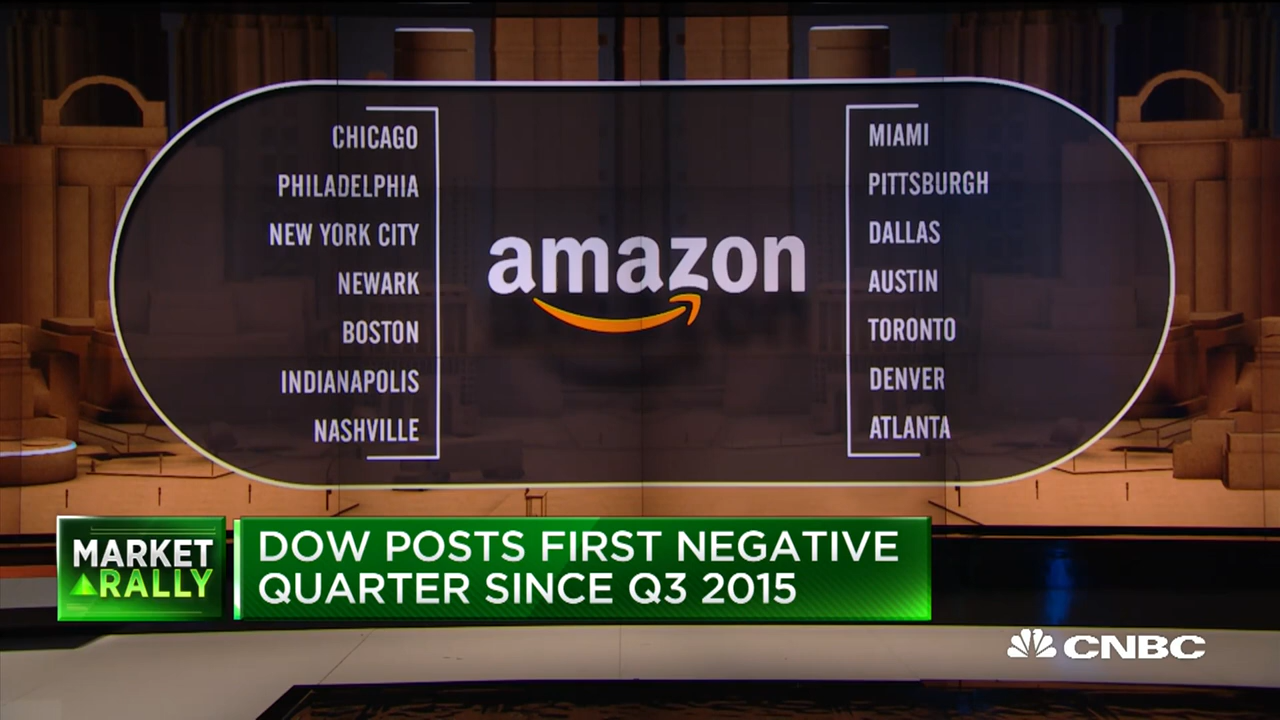 CHICAGO
PHILADELPHIA
NEW YORK CITY
NEWARK
BOSTON
INDIANAPOLIS
NASHVILLE
amazon
MIAMI
PITTSBURGH
DALLAS
AUSTIN
TORONTO
DENVER
ATLANTA
MARKET
RALLY
DOW POSTS FIRST NEGATIVE
QUARTER SINCE Q3 2015
CNBC